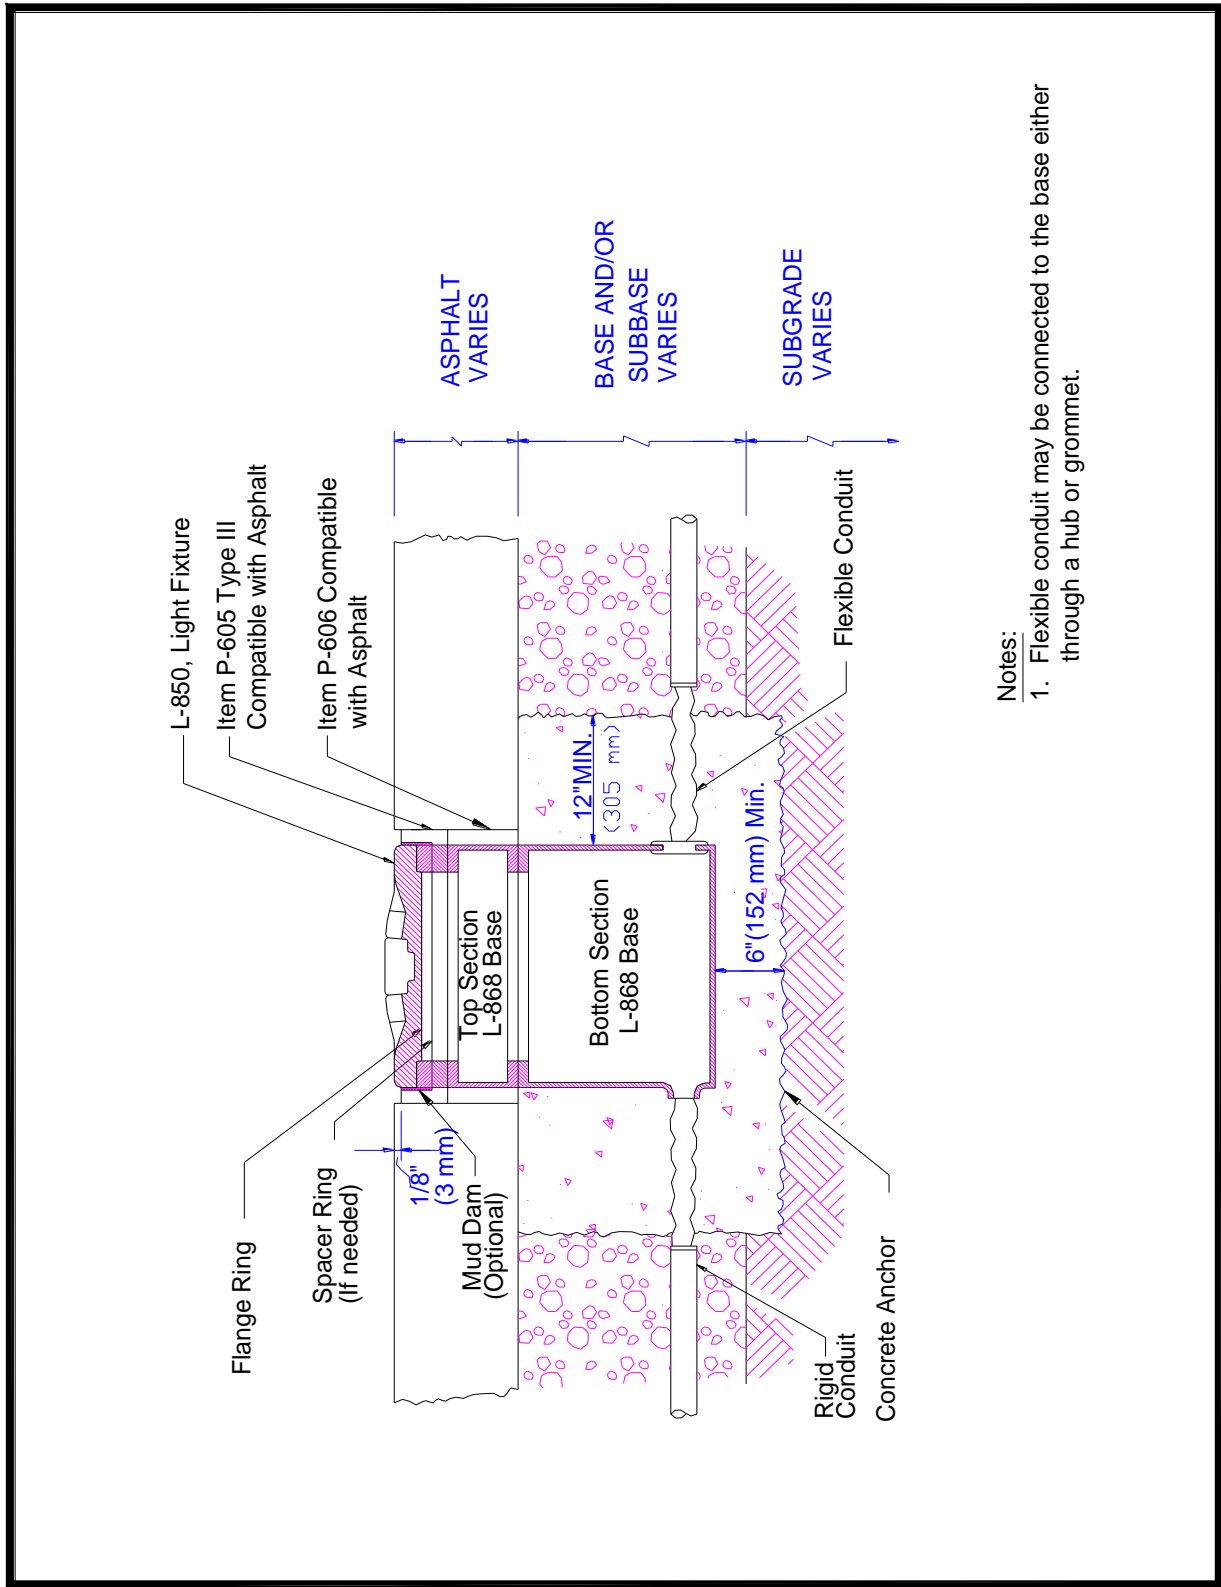 L-850, Light Fixture
Item P-605 Type III
Compatible with Asphalt
Item P-606 Compatible
with Asphalt
Flange Ring
Spacer Ring
(If needed)
1/8"
(3 mm)
Mud Dam
(Optional)
Top Section
L-868 Base
Bottom Section
L-868 Base
12"MIN.
(305 mm)
6"(152 mm) Min.
ASPHALT
VARIES
BASE AND/OR
SUBBASE
VARIES
SUBGRADE
VARIES
Flexible Conduit
Rigid
Conduit
Concrete Anchor
Notes:
1. Flexible conduit may be connected to the base either
through a hub or grommet.